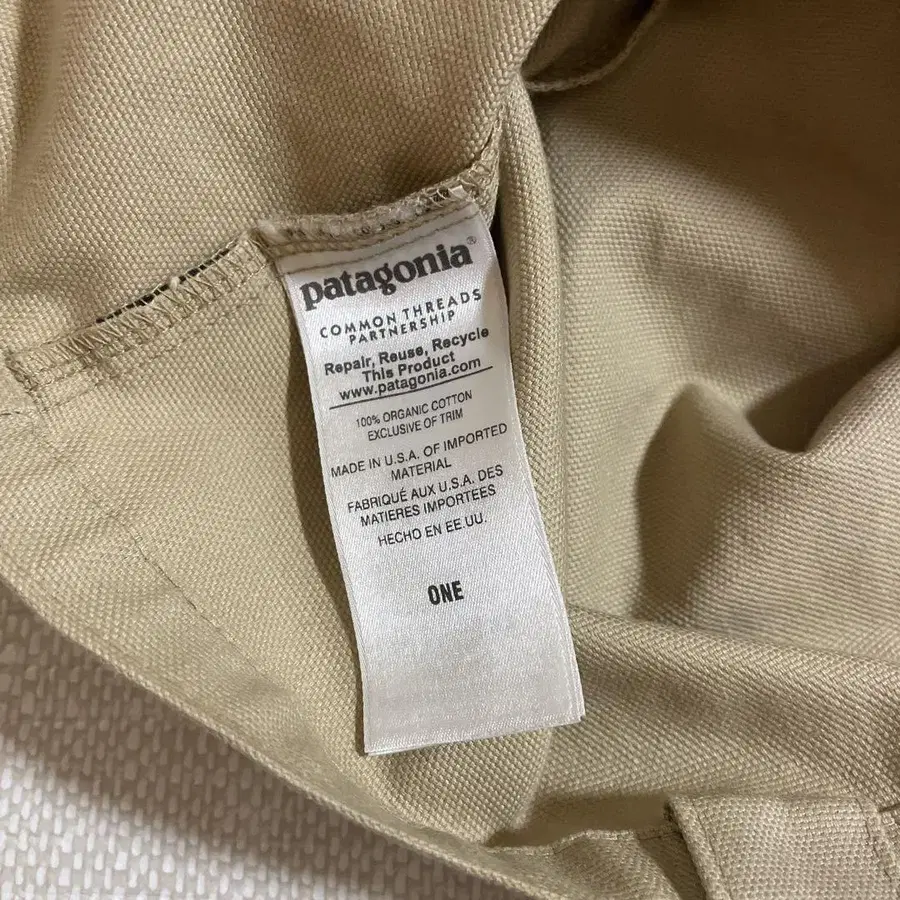 patagonia®
COMMON THREADS
PARTNERSHIP
Repair, Reuse, Recycle
This Product
www.patagonia.com
100% ORGANIC COTTON
EXCLUSIVE OF TRIM
MADE IN U.S.A. OF IMPORTED
MATERIAL
FABRIQUÉ AUX U.S.A. DES
MATIERES IMPORTEES
HECHO EN EE.UU.
ONE